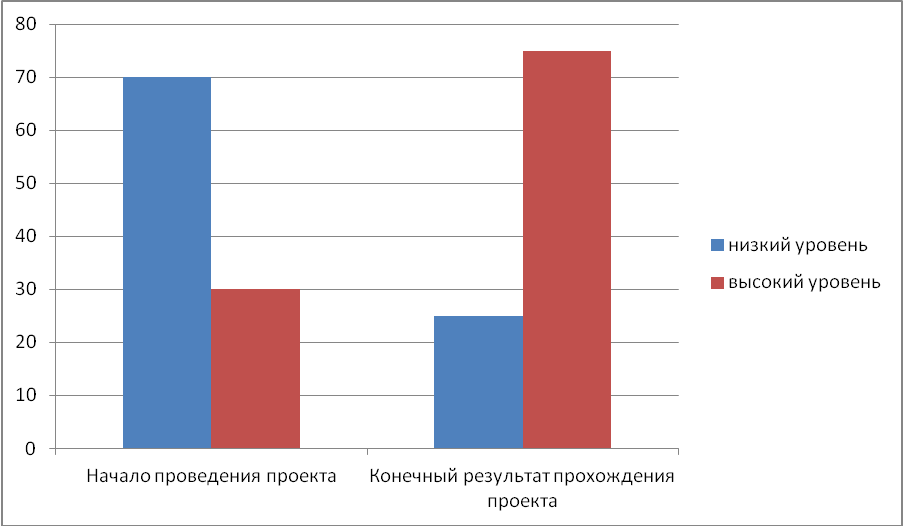 80
70
60
50
40
30
20
10
0
Начало проведения проекта
Конечный результат прохождения
проекта
низкий уровень
высокий уровень